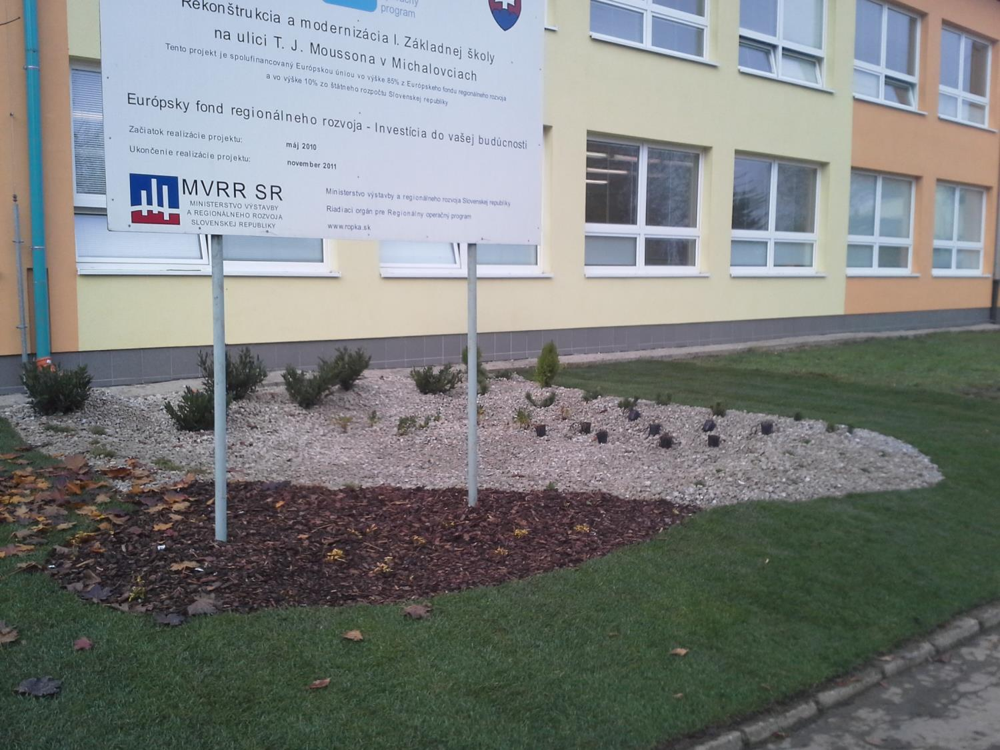 program
Rekonštrukcia a modernizácia I. Základnej školy
na ulici T. J. Moussona v Michalovciach
Tento projekt je spolufinancovaný Európskou úniou vo výške 85% z Európskeho fondu regionálneho rozvoja
a vo výške 10% zo štátneho rozpočtu Slovenskej republiky
Európsky fond regionálneho rozvoja - Investícia do vašej budúcnosti
Začiatok realizácie projektu: máj 2010
Ukončenie realizácie projektu: november 2011
MVRR SR
MINISTERSTVO VÝSTAVBY
A REGIONÁLNEHO ROZVOJA
SLOVENSKEJ REPUBLIKY
Ministerstvo výstavby a regionálneho rozvoja Slovenskej republiky
Riadiaci orgán pre Regionálny operačný program
www.ropka.sk